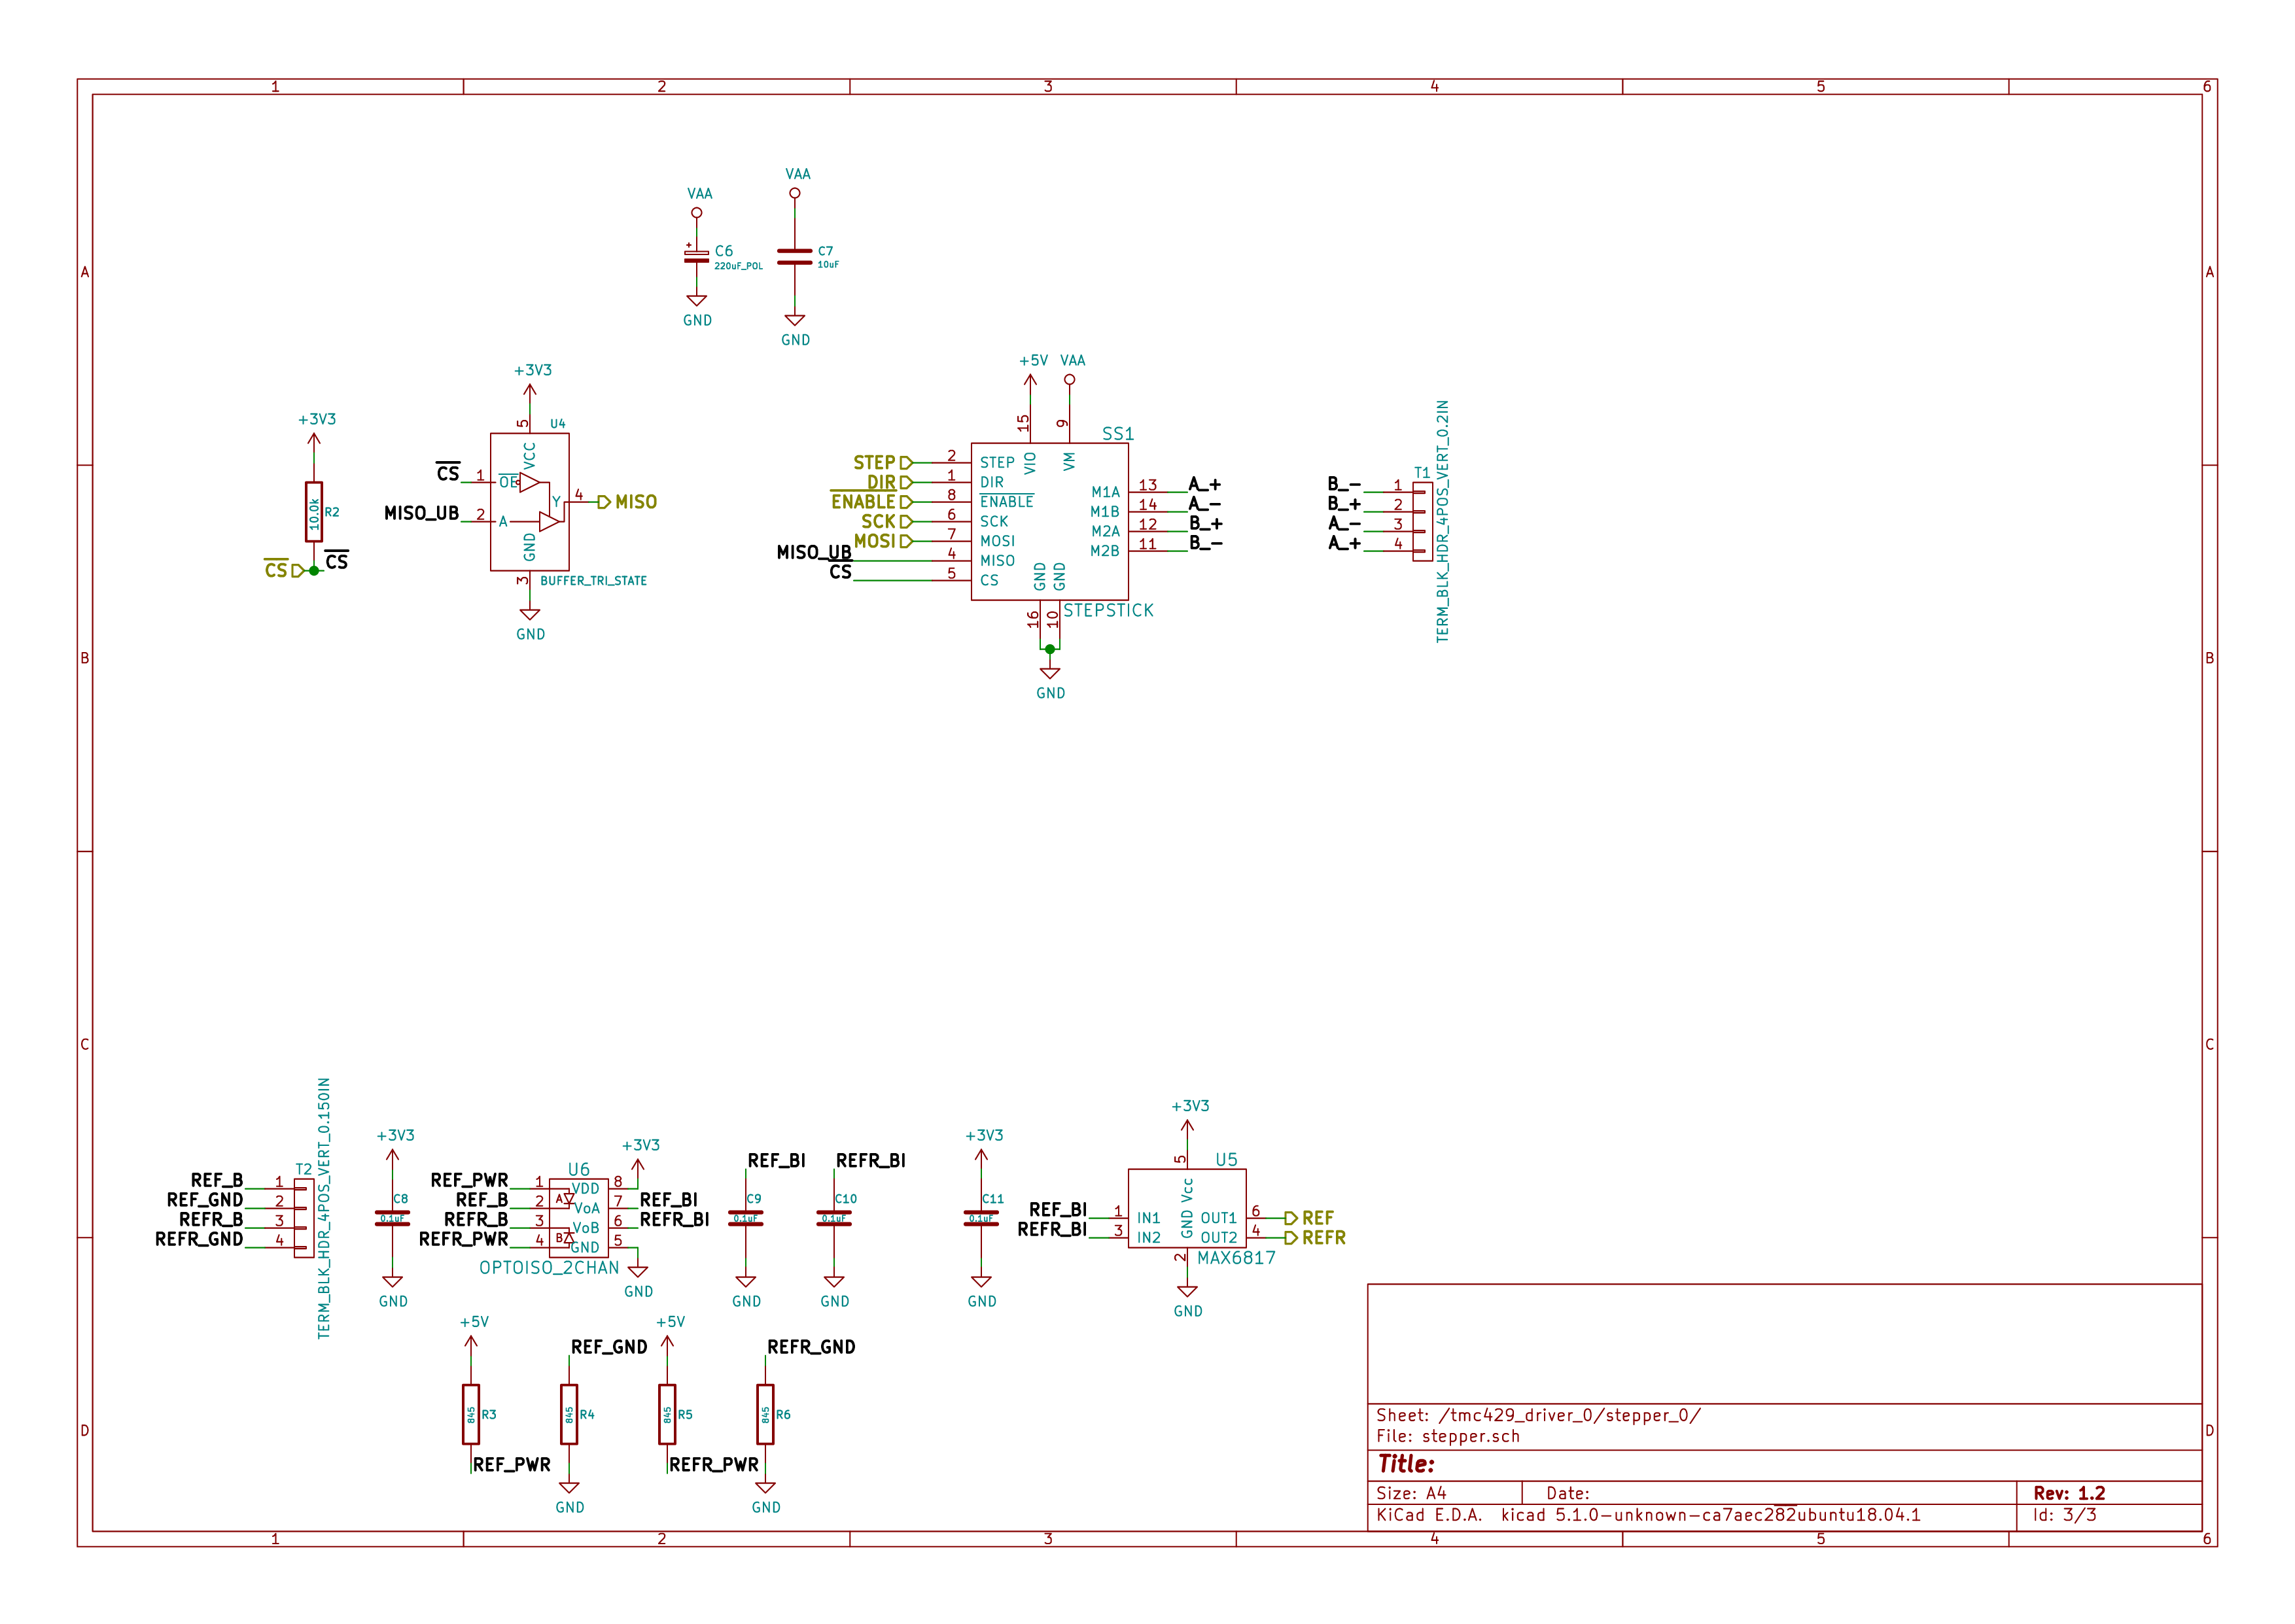 1 2 3 4 5 6
A A
B B
C C
D D
1 2 3 4 5 6
VAA
C6
220uF_POL
GND
VAA
C7
10uF
GND
+3V3
10.0k
R2
CS
CS
+3V3
U4
5
VCC
CS
1
OE
MISO_UB
2
A
Y
4
MISO
GND
3
BUFFER_TRI_STATE
GND
+5V VAA
15 9
SS1
VIO VM
STEP 2 STEP
DIR 1 DIR
ENABLE 8 ENABLE
SCK 6 SCK
MOSI 7 MOSI
MISO_UB 4 MISO
CS 5 CS
M1A 13 A_+
M1B 14 A_-
M2A 12 B_+
M2B 11 B_-
GND GND
16 10
STEPSTICK
GND
T1
TERM_BLK_HDR_4POS_VERT_0.2IN
B_- 1
B_+ 2
A_- 3
A_+ 4
T2
TERM_BLK_HDR_4POS_VERT_0.150IN
REF_B 1
REF_GND 2
REFR_B 3
REFR_GND 4
+3V3
C8
0.1uF
GND
+3V3
U6
REF_PWR 1 VDD 8
REF_B 2 A VoA 7 REF_BI
REFR_B 3 VoB 6 REFR_BI
REFR_PWR 4 B GND 5
OPTOISO_2CHAN
GND
REF_BI
C9
0.1uF
GND
REFR_BI
C10
0.1uF
GND
+3V3
C11
0.1uF
GND
+3V3
5
U5
Vcc
REF_BI 1 IN1 OUT1 6 REF
REFR_BI 3 IN2 OUT2 4 REFR
GND
2
MAX6817
GND
+5V
845
R3
REF_PWR
REF_GND
845
R4
GND
+5V
845
R5
REFR_PWR
REFR_GND
845
R6
GND
Sheet: /tmc429_driver_0/stepper_0/
File: stepper.sch
Title:
Size: A4 Date: Rev: 1.2
KiCad E.D.A. kicad 5.1.0-unknown-ca7aec282ubuntu18.04.1 Id: 3/3